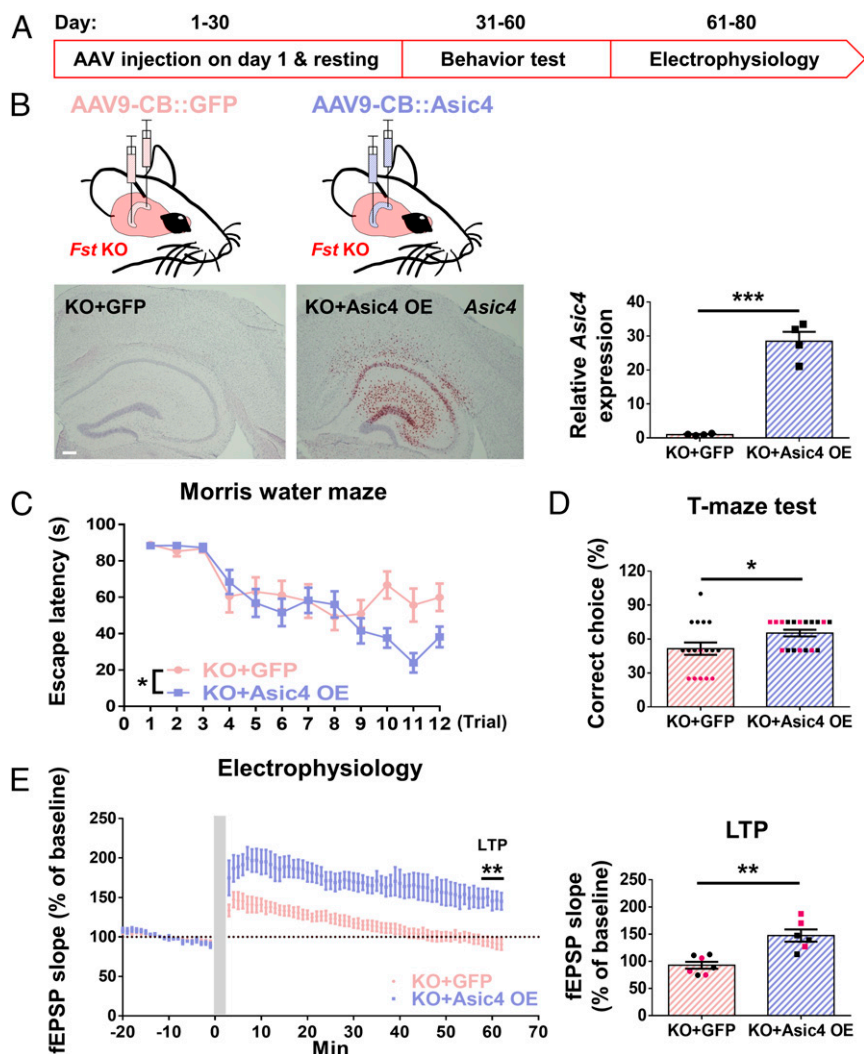 A
Day: 1-30 31-60 61-80
AAV injection on day 1 & resting Behavior test Electrophysiology
B
AAV9-CB::GFP AAV9-CB::Asic4
Fst KO Fst KO
KO+GFP KO+Asic4 OE Asic4
Relative Asic4
expression
40
30
20
10
0
***
KO+GFP KO+Asic4 OE
C
Morris water maze
Escape latency (s)
100
80
60
40
20
0
* KO+GFP
KO+Asic4 OE
0 1 2 3 4 5 6 7 8 9 10 11 12 (Trial)
D
T-maze test
Correct choice (%)
120
90
60
30
0
*
KO+GFP KO+Asic4 OE
E
Electrophysiology
fEPSP slope (% of baseline)
250
200
150
100
50
0
LTP
**
KO+GFP
KO+Asic4 OE
-20 -10 0 10 20 30 40 50 60 70
Min
LTP
fEPSP slope
(% of baseline)
250
200
150
100
50
0
**
KO+GFP KO+Asic4 OE